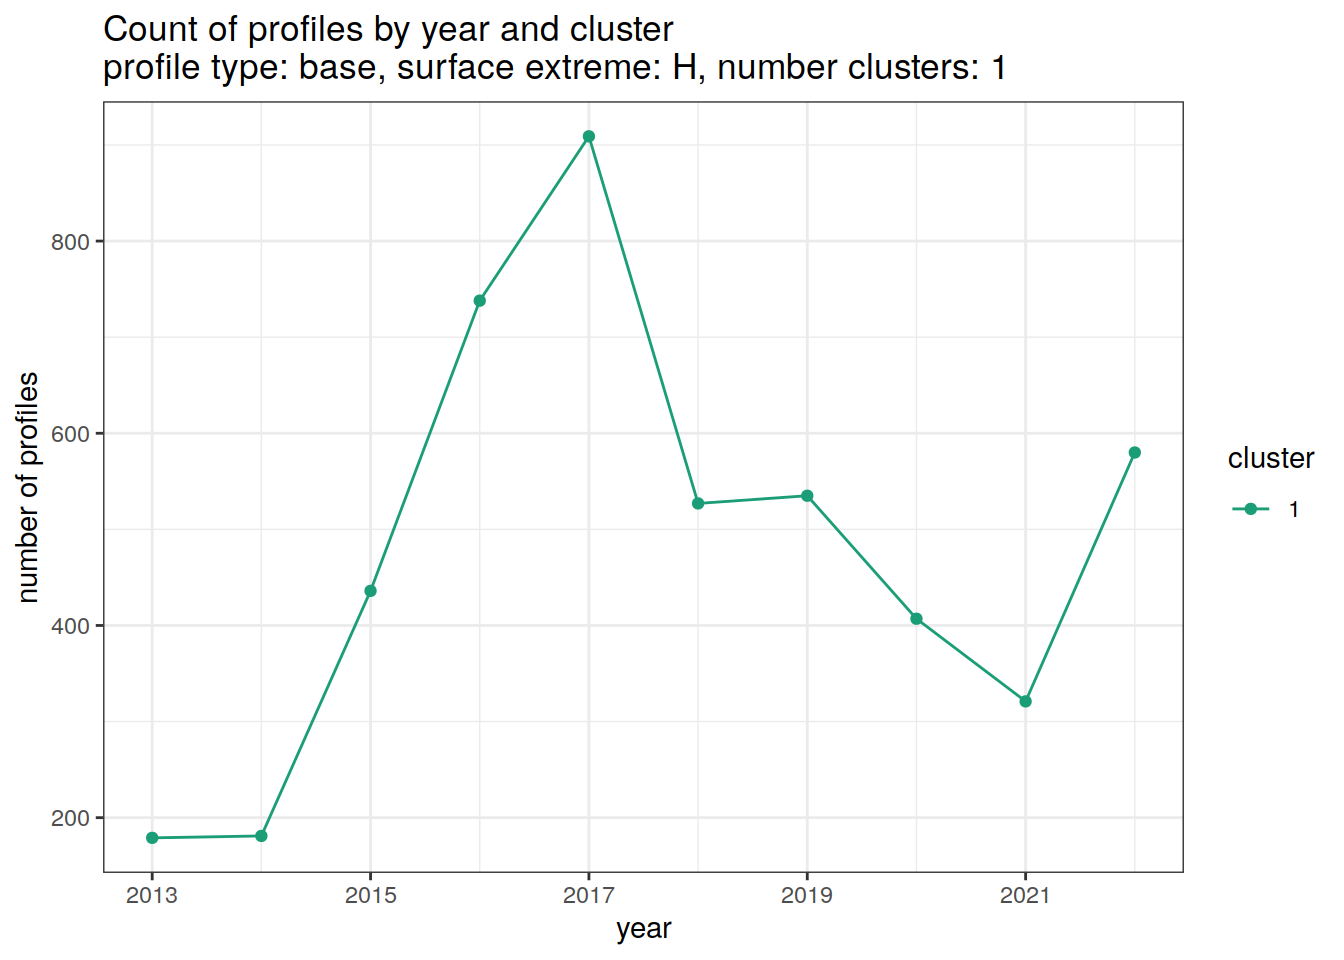 Count of profiles by year and cluster
profile type: base, surface extreme: H, number clusters: 1
number of profiles
800
600
400
200
2013 2015 2017 2019 2021
year
cluster
1